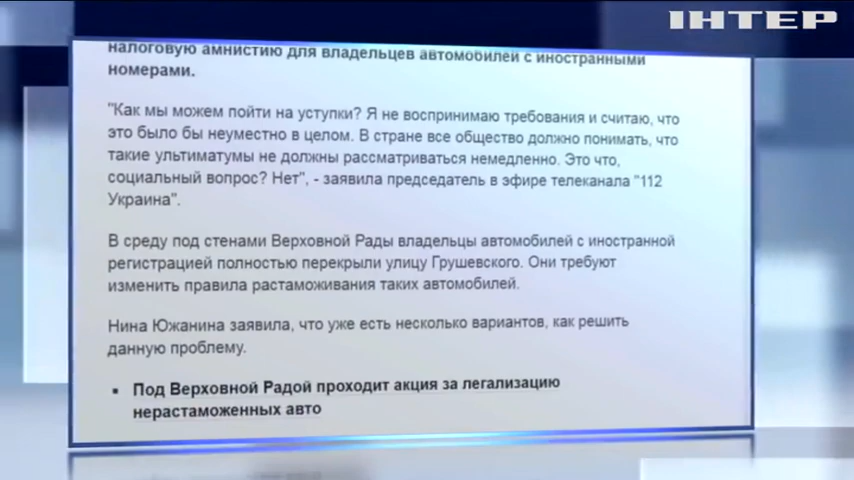 ІНТЕР
налоговую амнистию для владельцев автомобилей с иностранными
номерами.
"Как мы можем пойти на уступки? Я не воспринимаю требования и считаю, что
это было бы неуместно в целом. В стране все общество должно понимать, что
такие ультиматумы не должны рассматриваться немедленно. Это что,
социальный вопрос? Нет", - заявила председатель в эфире телеканала "112
Украина".
В среду под стенами Верховной Рады владельцы автомобилей с иностранной
регистрацией полностью перекрыли улицу Грушевского. Они требуют
изменить правила растаможивания таких автомобилей.
Нина Южанина заявила, что уже есть несколько вариантов, как решить
данную проблему.
▪ Под Верховной Радой проходит акция за легализацию
нерастаможенных авто